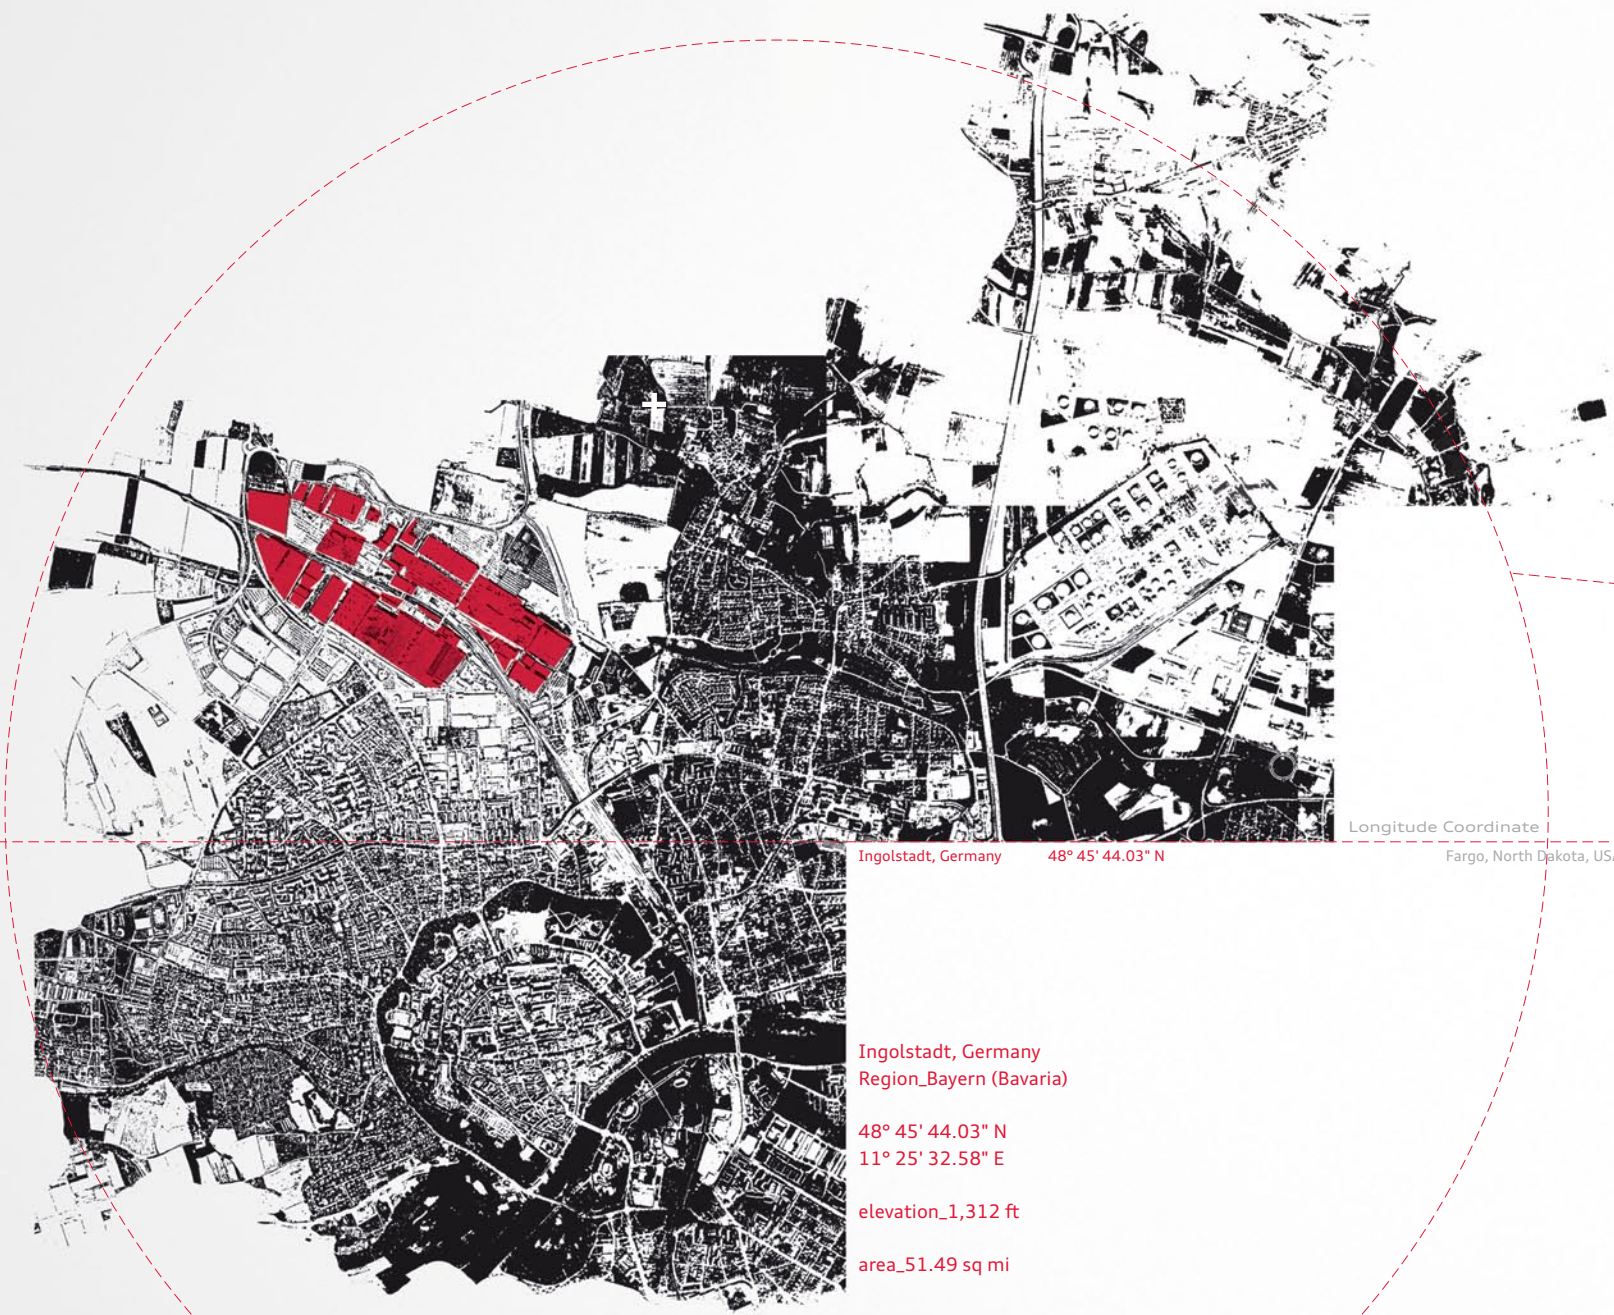 Longitude Coordinate
Ingolstadt, Germany 48° 45' 44.03" N Fargo, North Dakota, USA
Ingolstadt, Germany
Region_Bayern (Bavaria)
48° 45' 44.03" N
11° 25' 32.58" E
elevation_1,312 ft
area_51.49 sq mi